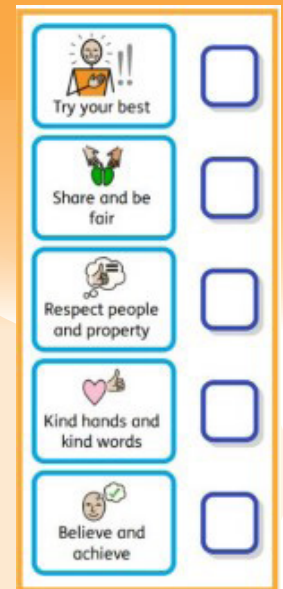 Try your best
Share and be
fair
Respect people
and property
Kind hands and
kind words
Believe and
achieve